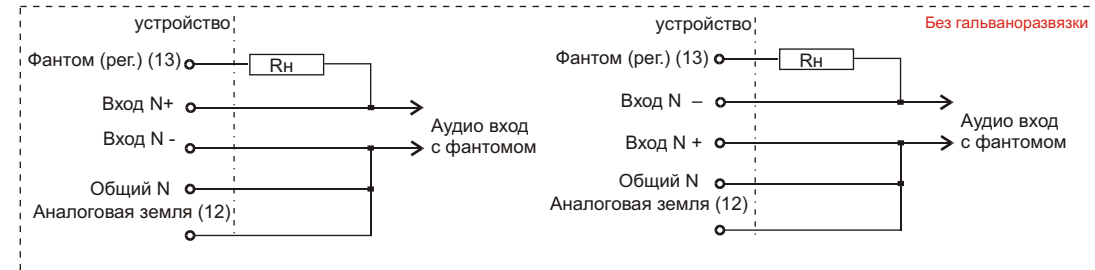 устройство
Фантом (рег.) (13)
Rн
Вход N+
Вход N -
Аудио вход
с фантомом
Общий N
Аналоговая земля (12)
устройство
Без гальваноразвязки
Фантом (рег.) (13)
Rн
Вход N –
Вход N +
Аудио вход
с фантомом
Общий N
Аналоговая земля (12)